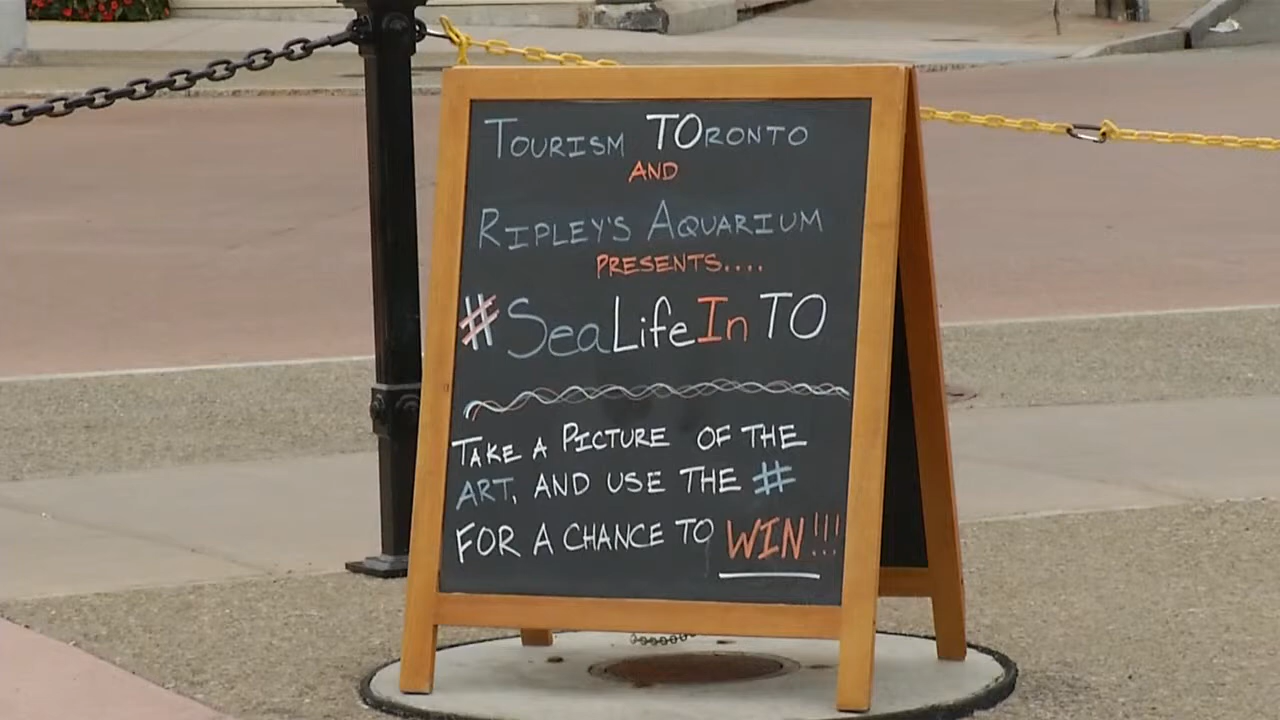 TOURISM TORONTO
AND
RIPLEY'S AQUARIUM
PRESENTS....
#SeaLifeInTO
TAKE A PICTURE OF THE
ART, AND USE THE #
FOR A CHANCE TO WIN!!!